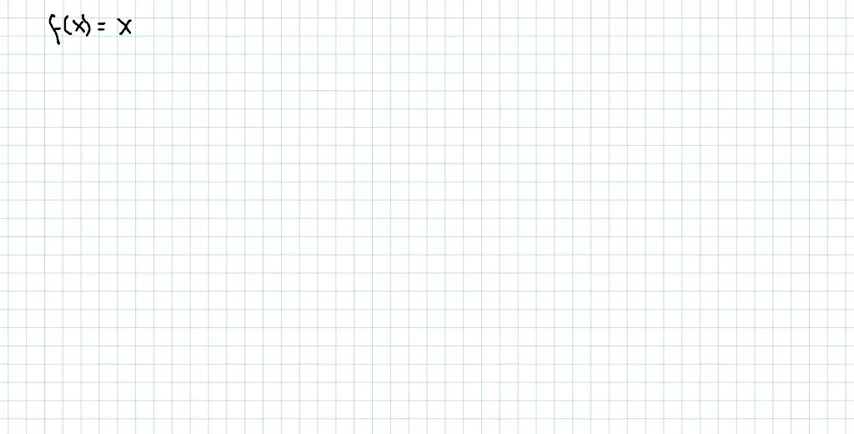 f(x) = x